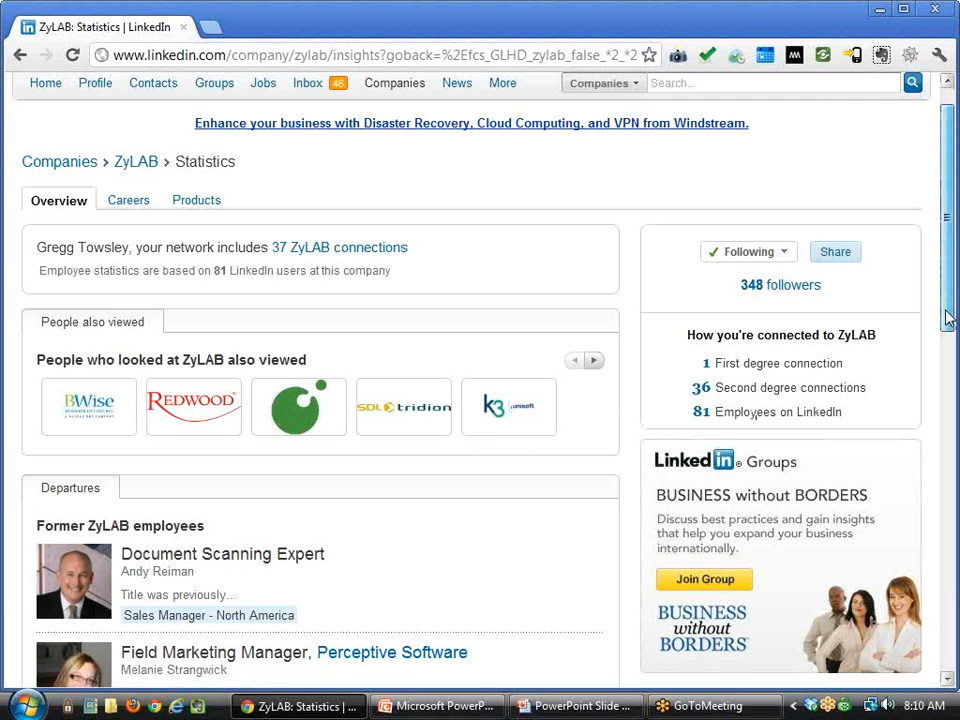 ZyLAB: Statistics | LinkedIn
www.linkedin.com/company/zylab/insights?goback=%2Efcs_GLHD_zylab_false_*2_*2
Home Profile Contacts Groups Jobs Inbox 46 Companies News More Companies Search...
Enhance your business with Disaster Recovery, Cloud Computing, and VPN from Windstream.
Companies > ZyLAB > Statistics
Overview Careers Products
Gregg Towsley, your network includes 37 ZyLAB connections
Employee statistics are based on 81 LinkedIn users at this company
Following Share
348 followers
People also viewed
People who looked at ZyLAB also viewed
BWise
REDWOOD
SDL tridion
k3 unisoft
How you're connected to ZyLAB
1 First degree connection
36 Second degree connections
81 Employees on LinkedIn
Departures
Former ZyLAB employees
Document Scanning Expert
Andy Reiman
Title was previously...
Sales Manager - North America
Field Marketing Manager, Perceptive Software
Melanie Strangwick
Linked in Groups
BUSINESS without BORDERS
Discuss best practices and gain insights
that help you expand your business
internationally.
Join Group
BUSINESS
without
BORDERS
ZyLAB: Statistics | ... Microsoft PowerP... PowerPoint Slide ... GoToMeeting 8:10 AM